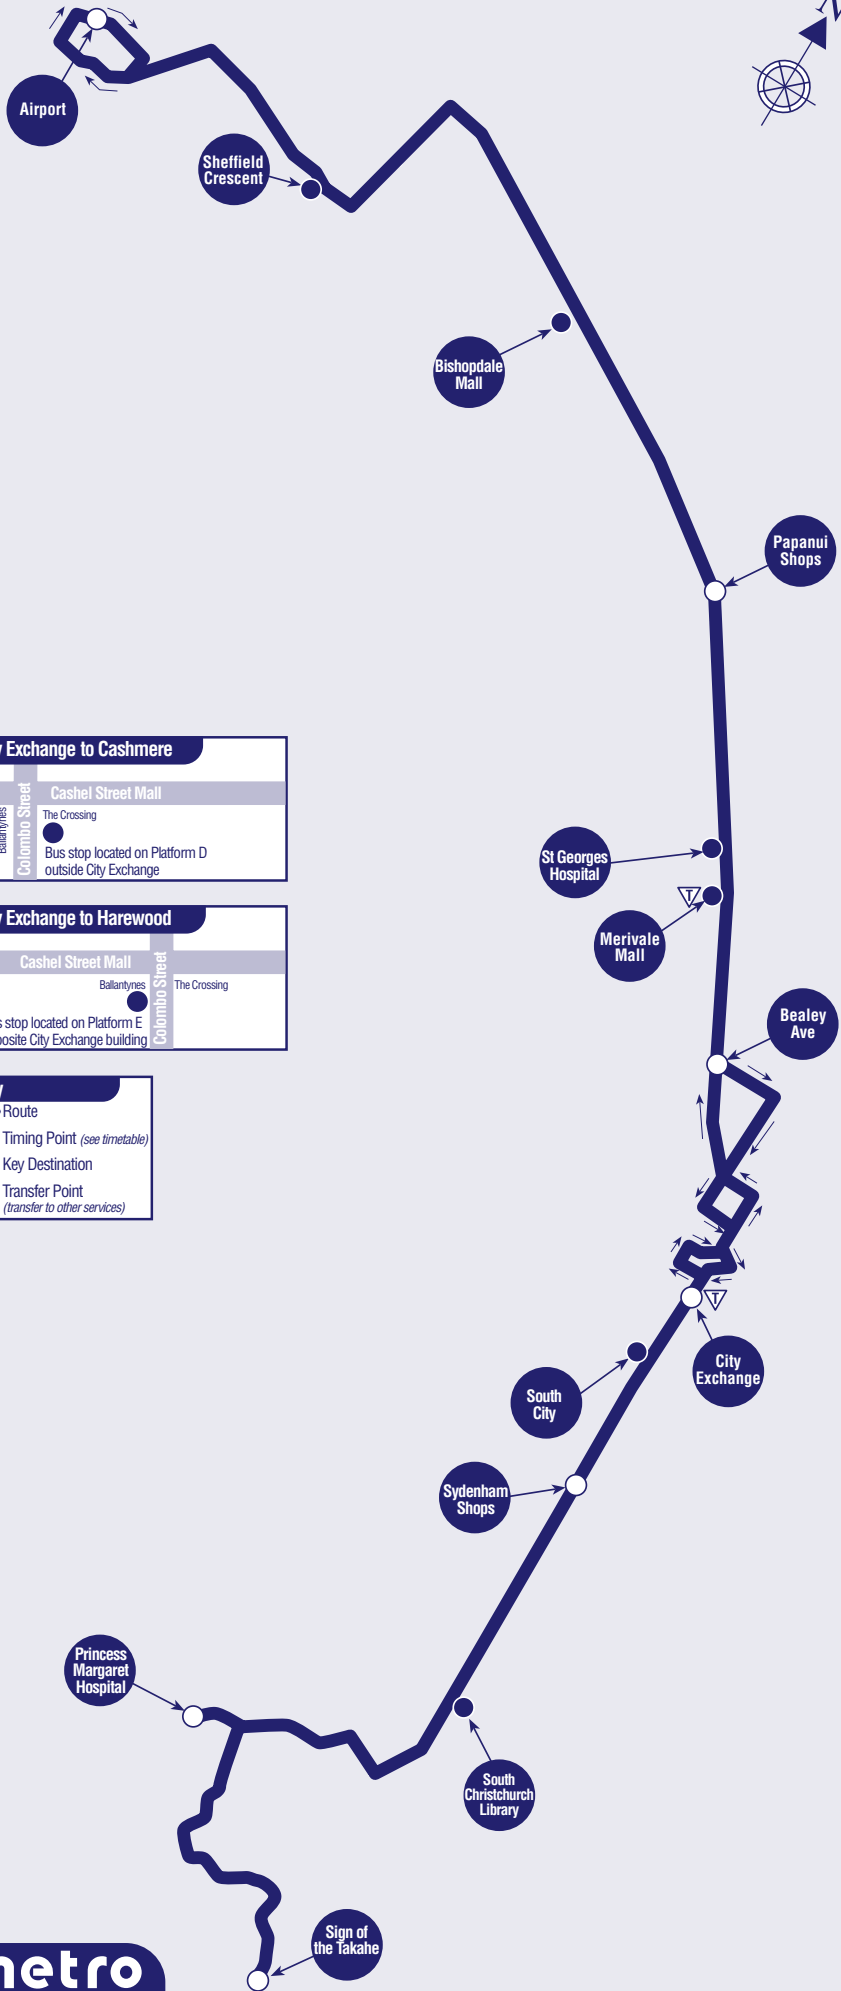 Airport
Sheffield
Crescent
Bishopdale
Mall
Papanui
Shops
Exchange to Cashmere
Cashel Street Mall
Colombo Street
Ballantynes
The Crossing
Bus stop located on Platform D
outside City Exchange
St Georges
Hospital
T
Merivale
Mall
Exchange to Harewood
Cashel Street Mall
Colombo Street
Ballantynes
The Crossing
stop located on Platform E
City Exchange building
Bealey
Ave
Route
Timing Point (see timetable)
Key Destination
Transfer Point
(transfer to other services)
T
City
Exchange
South
City
Sydenham
Shops
Princess
Margaret
Hospital
South
Christchurch
Library
Sign of
the Takahe
metro